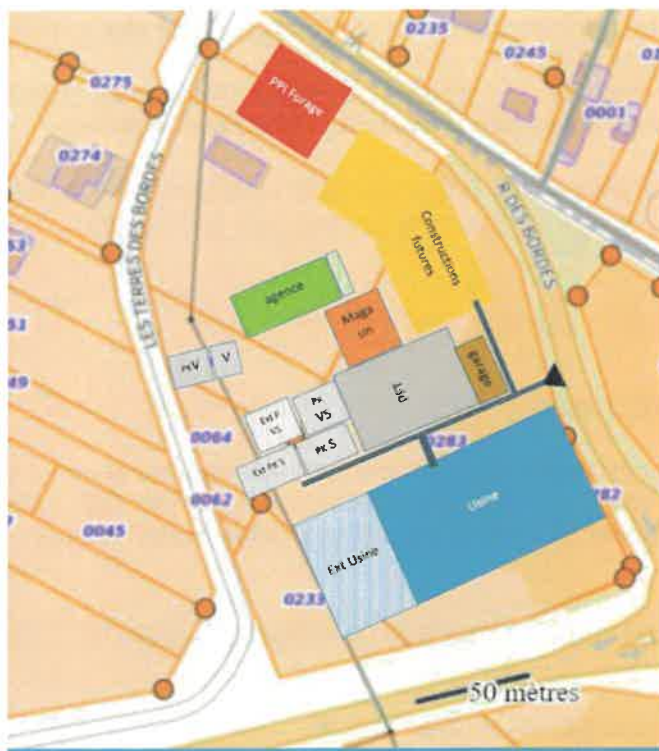 0235
0275
0245
0001
PPI Forage
0274
R DES BORDES
LES TERRES DES BORDES
Constructions
futures
agence
Maga
sin
PK V V
garage
PK
VS
Ext P
VS
PK S
Ext PK S
0064
0283
0062
Usine
0045
Ext Usine
0233
50 mètres